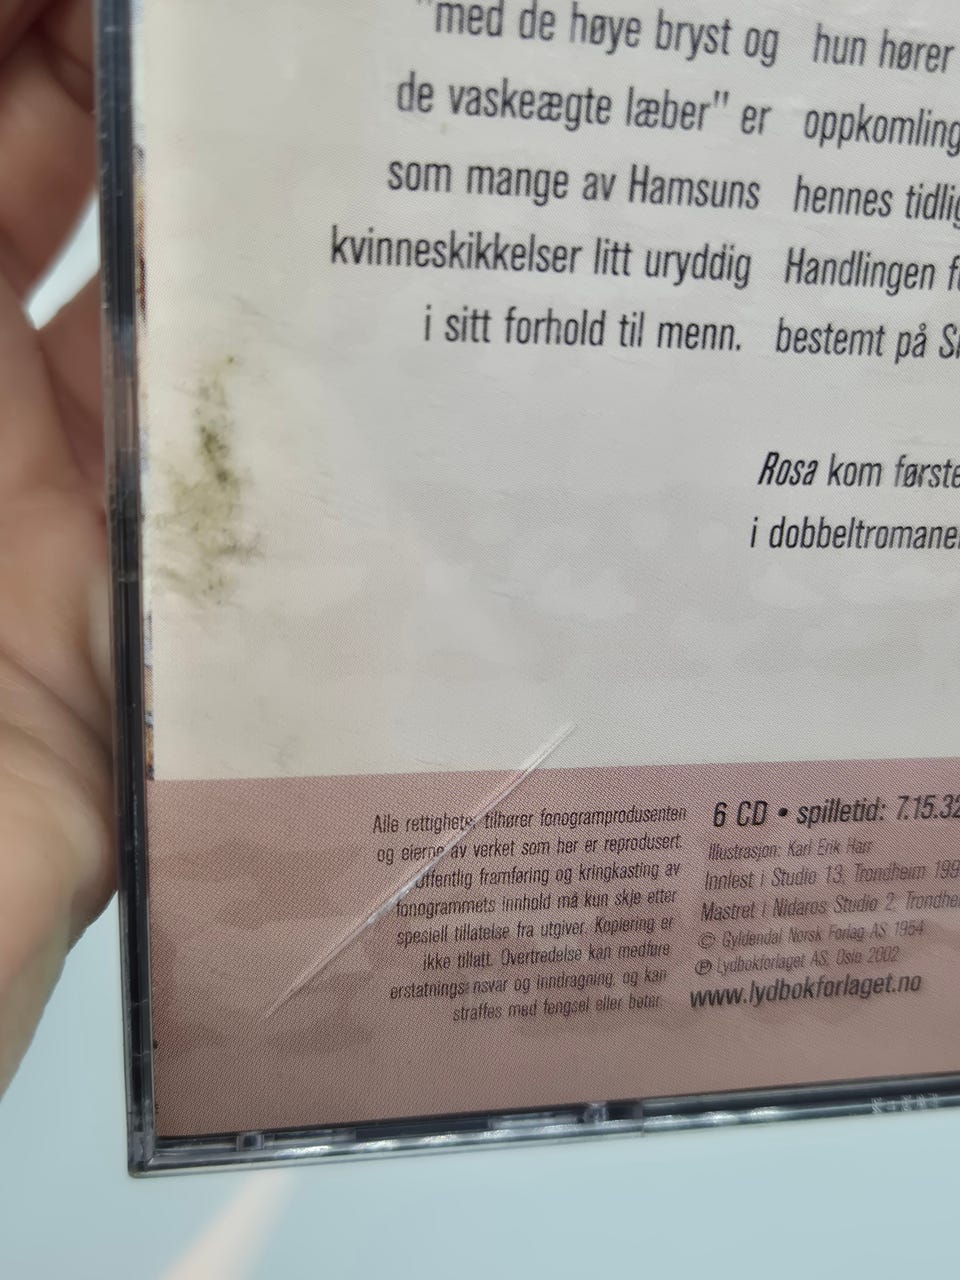 "med de høye bryst og
de vaskeægte læber" er
som mange av Hamsuns
kvinneskikkelser litt uryddig
i sitt forhold til menn.
hun hører
oppkomling
hennes tidlig
Handlingen
bestemt på
Rosa kom første
i dobbeltromane
Alle rettighete tilhører fonogramprodusenten
og eierne av verket som her er reprodusert.
Offentlig framføring og kringkasting av
fonogrammets innhold må kun skje etter
spesiell tillatelse fra utgiver. Kopiering er
ikke tillatt. Overtredelse kan medføre
erstatningsansvar og inndragning, og kan
straffes med fengsel eller bøter.
6 CD • spilletid: 7.15.32
Illustrasjon: Karl Erik Harr
Innlest i Studio 13, Trondheim 199
Mastret i Nidaros Studio 2, Trondhe
© Gyldendal Norsk Forlag AS 1954
℗ Lydbokforlaget AS, Oslo 2002
www.lydbokforlaget.no